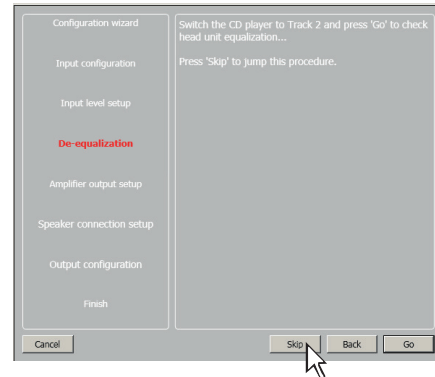 Configuration wizard
Input configuration
Input level setup
De-equalization
Amplifier output setup
Speaker connection setup
Output configuration
Finish
Switch the CD player to Track 2 and press 'Go' to check
head unit equalization...
Press 'Skip' to jump this procedure.
Cancel
Skip
Back
Go